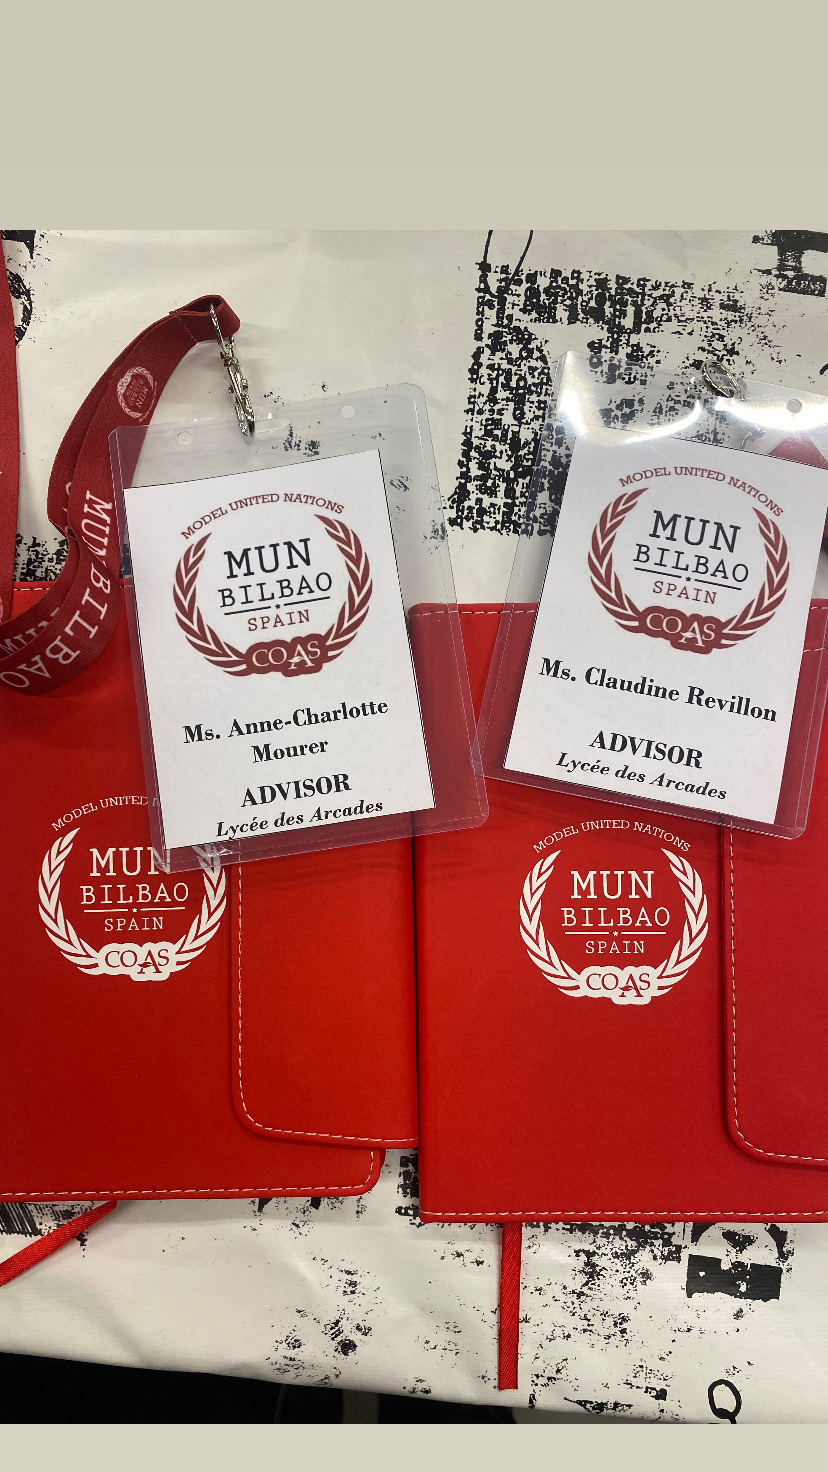 MODEL UNITED NATIONS
MUN
BILBAO
SPAIN
COAS
Ms. Anne-Charlotte
Mourer
ADVISOR
Lycée des Arcades
MODEL UNITED NATIONS
MUN
BILBAO
SPAIN
COAS
Ms. Claudine Revillon
ADVISOR
Lycée des Arcades
MUN BILBAO
MODEL UNITED
MUN
BILBAO
SPAIN
COAS
MODEL UNITED NATIONS
MUN
BILBAO
SPAIN
COAS
Q